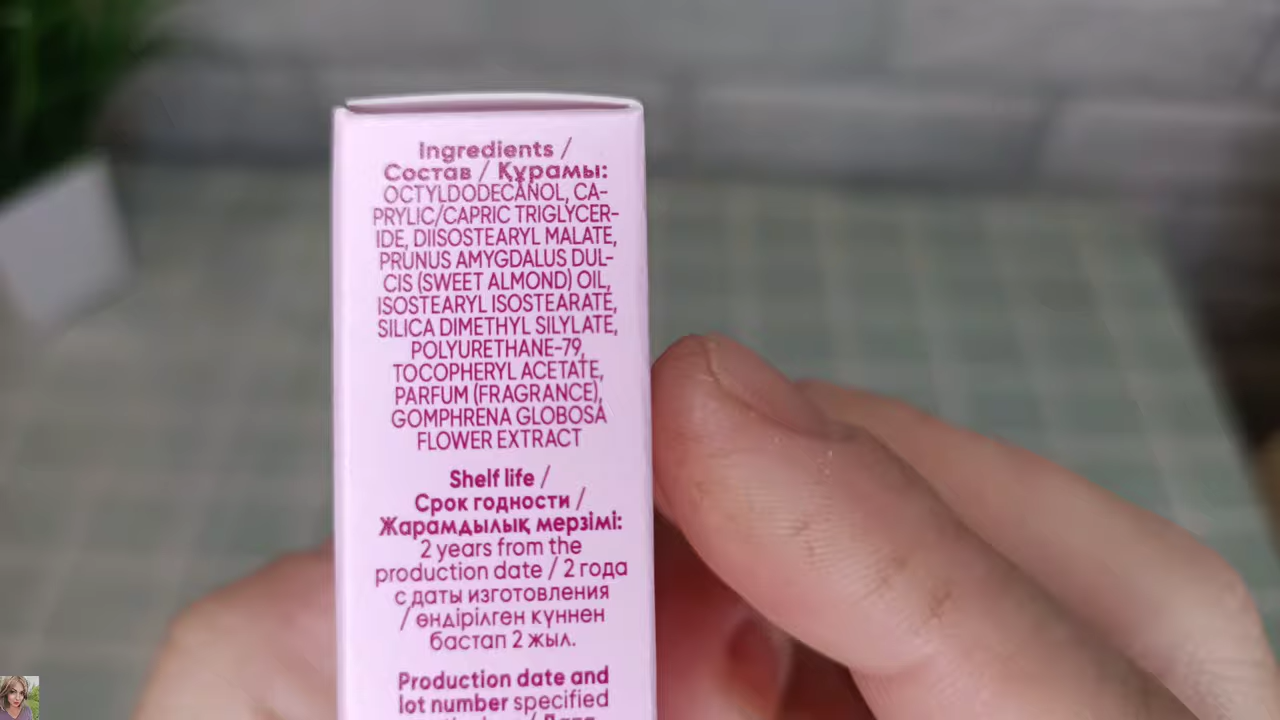 Ingredients /
Состав / Құрамы:
OCTYLDODECANOL, CA-
PRYLIC/CAPRIC TRIGLYCER-
IDE, DIISOSTEARYL MALATE,
PRUNUS AMYGDALUS DUL-
CIS (SWEET ALMOND) OIL,
ISOSTEARYL ISOSTEARATE,
SILICA DIMETHYL SILYLATE,
POLYURETHANE-79,
TOCOPHERYL ACETATE,
PARFUM (FRAGRANCE),
GOMPHRENA GLOBOSA
FLOWER EXTRACT
Shelf life /
Срок годности /
Жарамдылық мерзімі:
2 years from the
production date / 2 года
с даты изготовления
/ өндірілген күннен
бастап 2 жыл.
Production date and
lot number specified